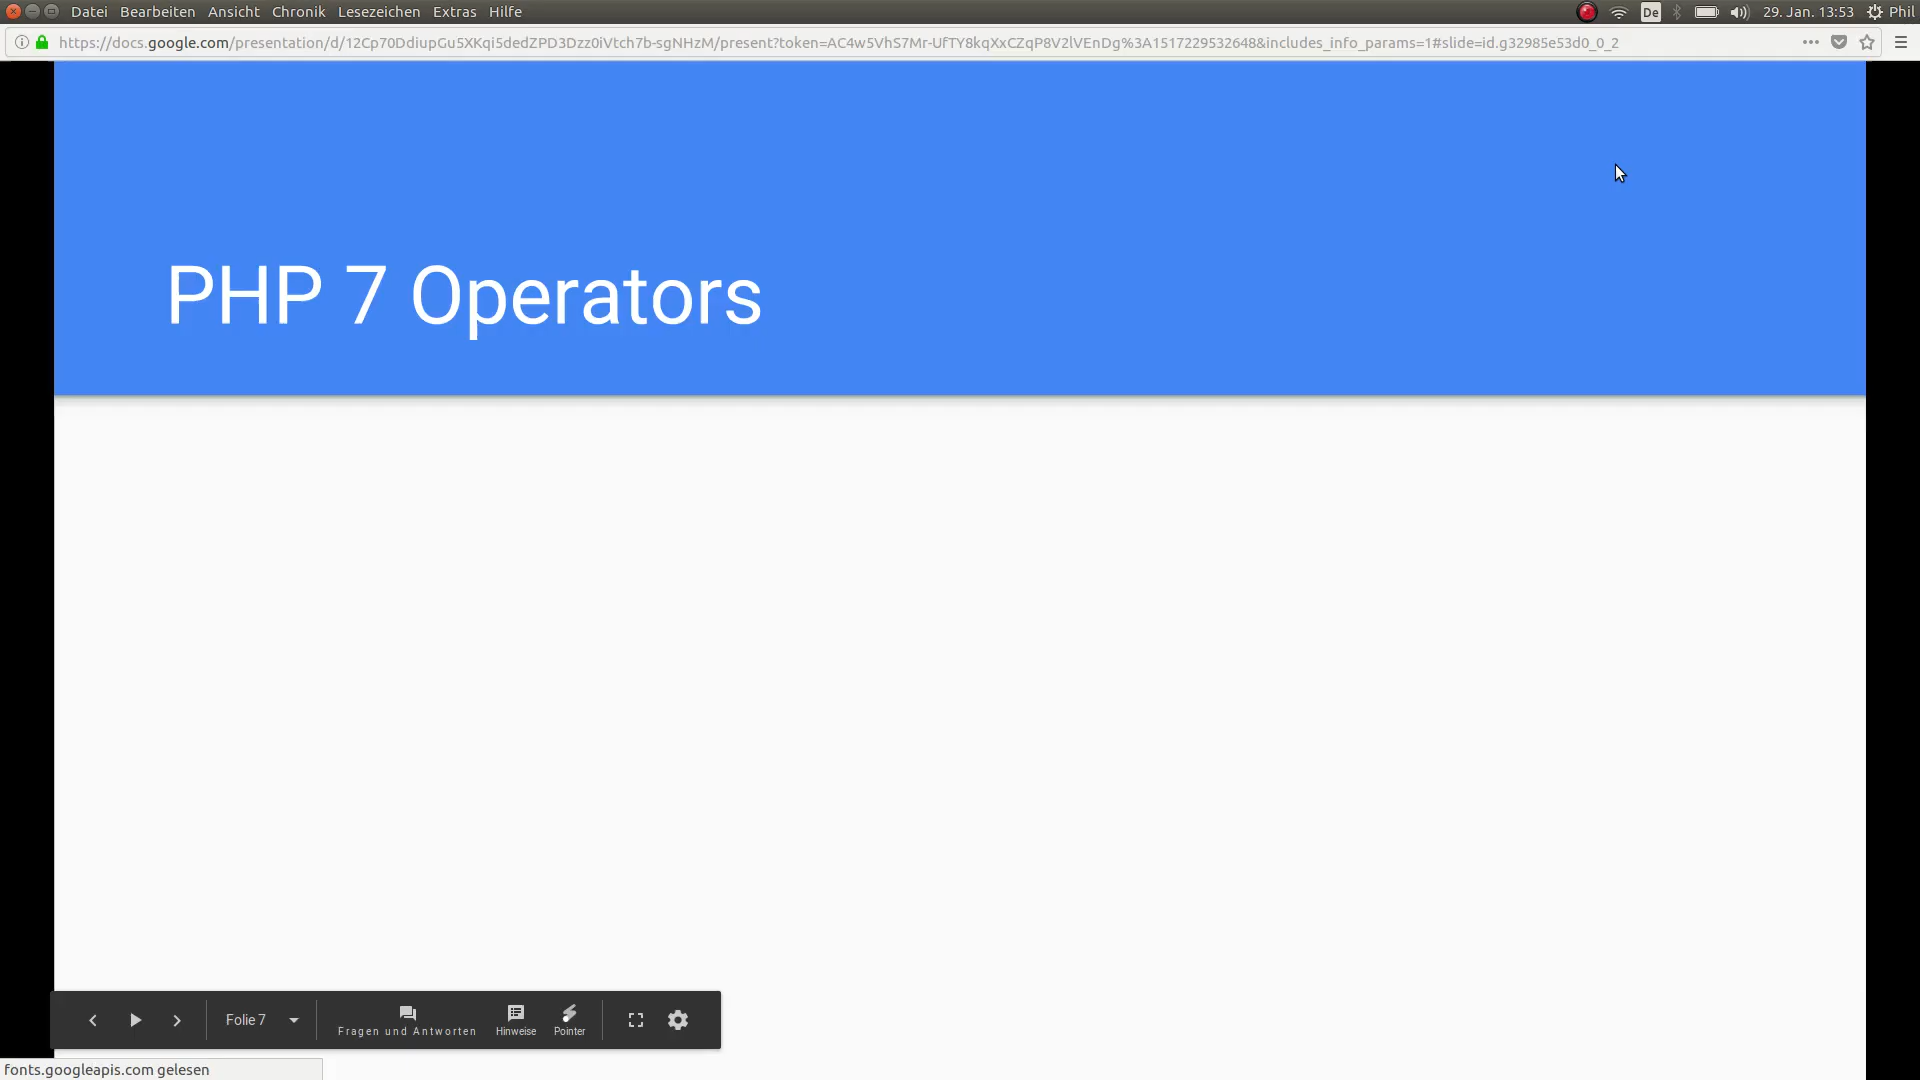 Datei Bearbeiten Ansicht Chronik Lesezeichen Extras Hilfe
De 29. Jan. 13:53 Phil
https://docs.google.com/presentation/d/12Cp70DdiupGu5XKqi5dedZPD3Dzz0iVtch7b-sgNHzM/present?token=AC4w5VhS7Mr-UfTY8kqXxCZqP8V2lVEnDg%3A1517229532648&includes_info_params=1#slide=id.g32985e53d0_0_2
PHP 7 Operators
Folie 7
Fragen und Antworten
Hinweise
Pointer
fonts.googleapis.com gelesen